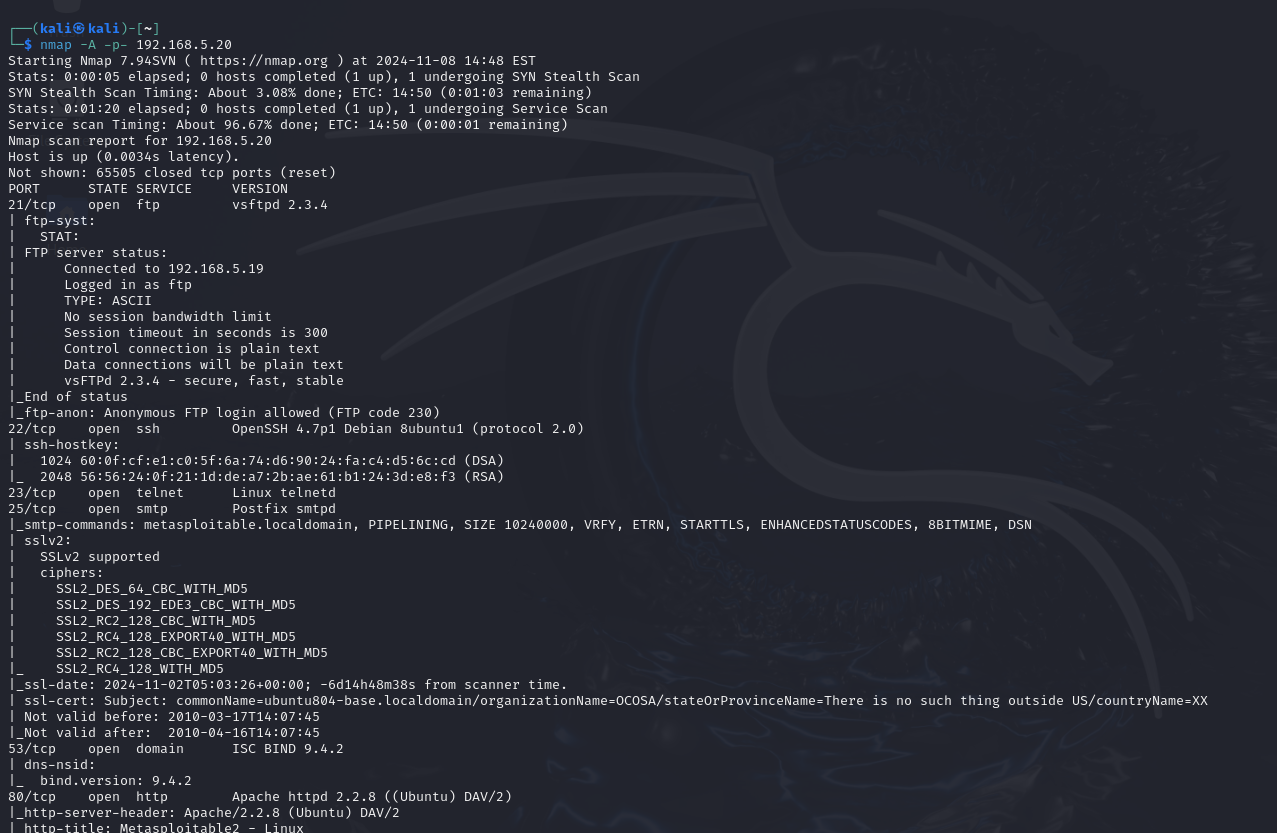 ┌──(kali㉿kali)-[~]
└─$ nmap -A -p- 192.168.5.20
Starting Nmap 7.94SVN ( https://nmap.org ) at 2024-11-08 14:48 EST
Stats: 0:00:05 elapsed; 0 hosts completed (1 up), 1 undergoing SYN Stealth Scan
SYN Stealth Scan Timing: About 3.08% done; ETC: 14:50 (0:01:03 remaining)
Stats: 0:01:20 elapsed; 0 hosts completed (1 up), 1 undergoing Service Scan
Service scan Timing: About 96.67% done; ETC: 14:50 (0:00:01 remaining)
Nmap scan report for 192.168.5.20
Host is up (0.0034s latency).
Not shown: 65505 closed tcp ports (reset)
PORT      STATE SERVICE     VERSION
21/tcp    open  ftp         vsftpd 2.3.4
| ftp-syst:
|   STAT:
| FTP server status:
|      Connected to 192.168.5.19
|      Logged in as ftp
|      TYPE: ASCII
|      No session bandwidth limit
|      Session timeout in seconds is 300
|      Control connection is plain text
|      Data connections will be plain text
|      vsFTPd 2.3.4 - secure, fast, stable
|_End of status
|_ftp-anon: Anonymous FTP login allowed (FTP code 230)
22/tcp    open  ssh         OpenSSH 4.7p1 Debian 8ubuntu1 (protocol 2.0)
| ssh-hostkey:
|   1024 60:0f:cf:e1:c0:5f:6a:74:d6:90:24:fa:c4:d5:6c:cd (DSA)
|_  2048 56:56:24:0f:21:1d:de:a7:2b:ae:61:b1:24:3d:e8:f3 (RSA)
23/tcp    open  telnet      Linux telnetd
25/tcp    open  smtp        Postfix smtpd
|_smtp-commands: metasploitable.localdomain, PIPELINING, SIZE 10240000, VRFY, ETRN, STARTTLS, ENHANCEDSTATUSCODES, 8BITMIME, DSN
| sslv2:
|   SSLv2 supported
|   ciphers:
|     SSL2_DES_64_CBC_WITH_MD5
|     SSL2_DES_192_EDE3_CBC_WITH_MD5
|     SSL2_RC2_128_CBC_WITH_MD5
|     SSL2_RC4_128_EXPORT40_WITH_MD5
|     SSL2_RC2_128_CBC_EXPORT40_WITH_MD5
|_    SSL2_RC4_128_WITH_MD5
|_ssl-date: 2024-11-02T05:03:26+00:00; -6d14h48m38s from scanner time.
| ssl-cert: Subject: commonName=ubuntu804-base.localdomain/organizationName=OCOSA/stateOrProvinceName=There is no such thing outside US/countryName=XX
| Not valid before: 2010-03-17T14:07:45
|_Not valid after:  2010-04-16T14:07:45
53/tcp    open  domain      ISC BIND 9.4.2
| dns-nsid:
|_  bind.version: 9.4.2
80/tcp    open  http        Apache httpd 2.2.8 ((Ubuntu) DAV/2)
|_http-server-header: Apache/2.2.8 (Ubuntu) DAV/2
|_http-title: Metasploitable2 - Linux